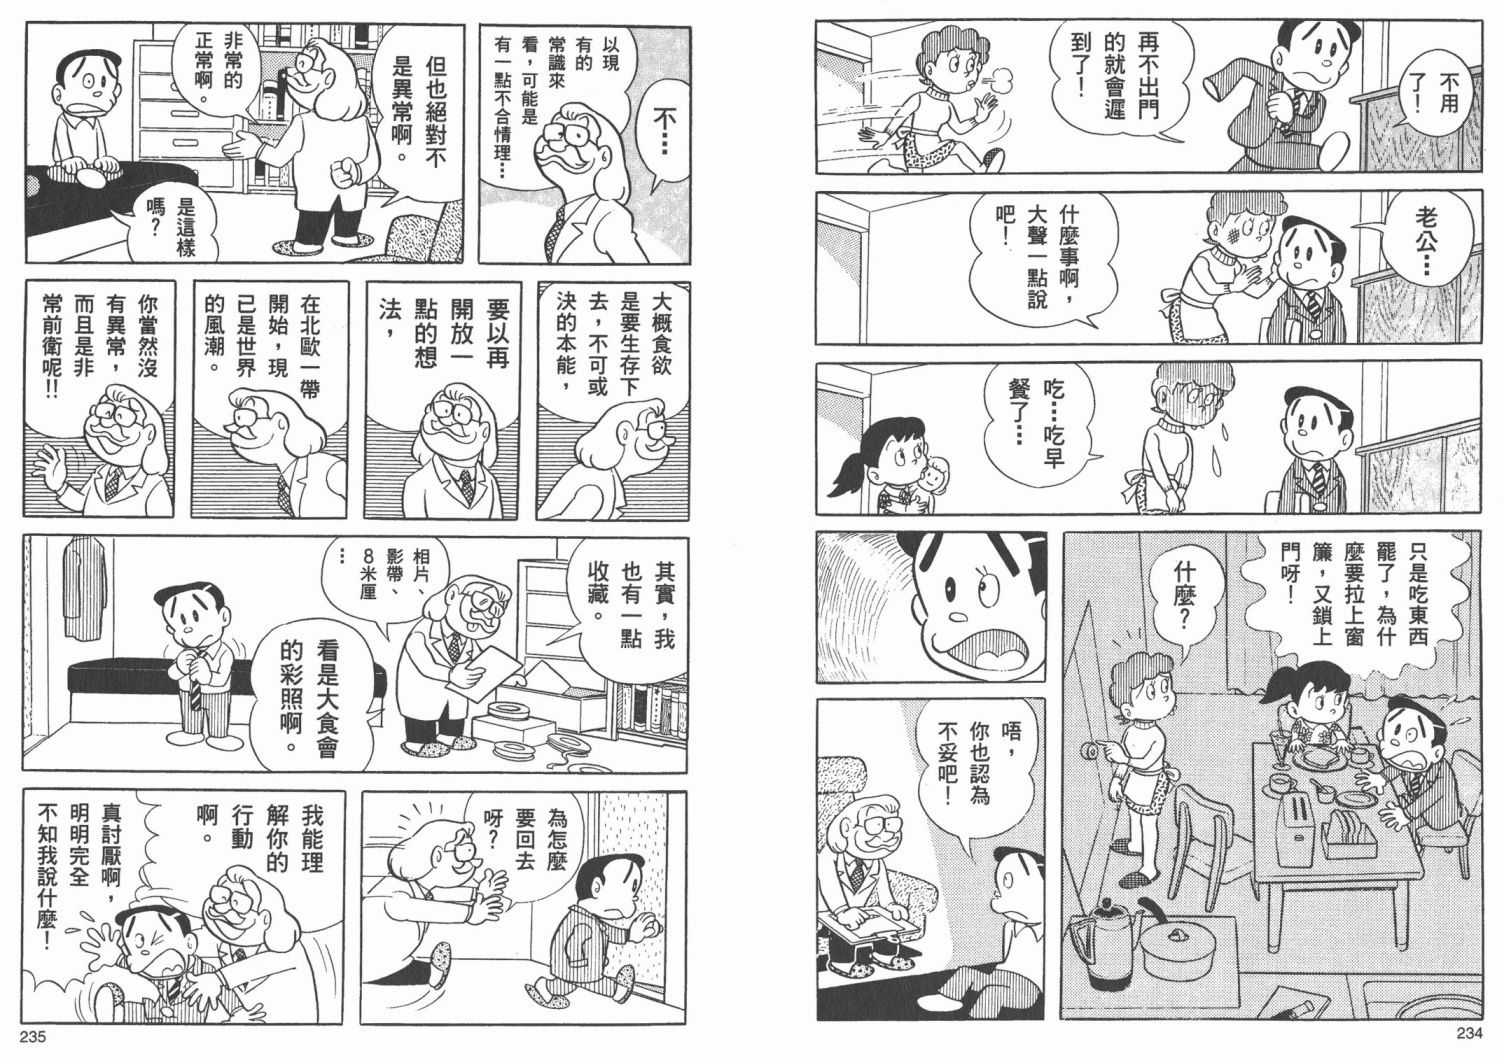 不用
了！
再不出門
的就會遲
到了！
老公…
什麼事啊，
大聲一點說
吧！
吃…吃早
餐了…
只是吃東西
罷了，為什
麼要拉上窗
簾，又鎖上
門呀！
什麼？
唔，
你也認為
不妥吧！
234
不…
以現
有的
常識來
看，可能是
有一點不合情理…
但也絕對不
是異常啊。
非常的
正常啊。
是這樣
嗎？
大概食欲
是要生存下
去，不可或
決的本能，
要以再
開放一
點的想
法，
在北歐一帶
開始，現
已是世界
的風潮。
你當然沒
有異常，
而且是非
常前衛呢!!
其實，我
也有一點
收藏。
相片、
影帶、
8米厘
…
看是大食會
的彩照啊。
為怎麼
要回去
呀？
我能理
解你的
行動
啊。
真討厭啊，
明明完全
不知我說什麼！
235